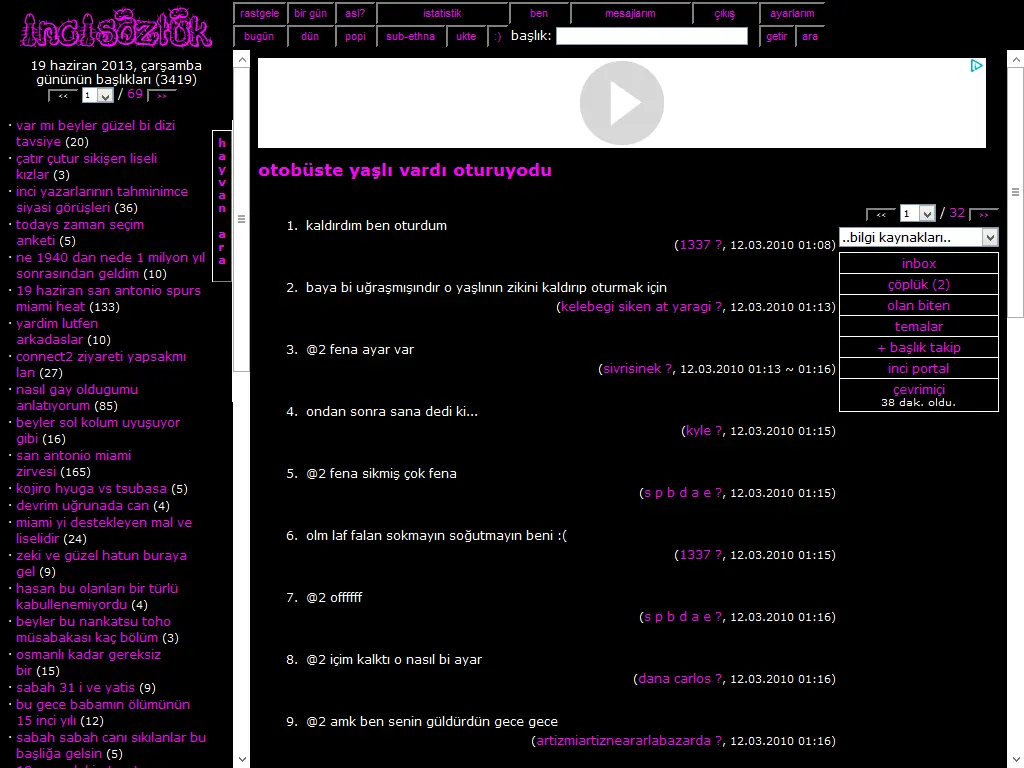 incisözlük
rastgele bir gün asl? istatistik ben mesajlarım çıkış ayarlarım
bugün dün popi sub-ethna ukte :) başlık: getir ara
19 haziran 2013, çarşamba
gününün başlıkları (3419)
<< 1 / 69 >>
· var mı beyler güzel bi dizi
tavsiye (20)
· çatır çutur sikişen liseli
kızlar (3)
· inci yazarlarının tahminimce
siyasi görüşleri (36)
· todays zaman seçim
anketi (5)
· ne 1940 dan nede 1 milyon yıl
sonrasından geldim (10)
· 19 haziran san antonio spurs
miami heat (133)
· yardim lutfen
arkadaslar (10)
· connect2 ziyareti yapsakmı
lan (27)
· nasıl gay oldugumu
anlatıyorum (85)
· beyler sol kolum uyuşuyor
gibi (16)
· san antonio miami
zirvesi (165)
· kojiro hyuga vs tsubasa (5)
· devrim uğrunada can (4)
· miami yi destekleyen mal ve
liselidir (24)
· zeki ve güzel hatun buraya
gel (9)
· hasan bu olanları bir türlü
kabullenemiyordu (4)
· beyler bu nankatsu toho
müsabakası kaç bölüm (3)
· osmanlı kadar gereksiz
bir (15)
· sabah 31 i ve yatis (9)
· bu gece babamın ölümünün
15 inci yılı (12)
· sabah sabah canı sıkılanlar bu
başliğa gelsin (5)
hayvan ara
otobüste yaşlı vardı oturuyodu
<< 1 / 32 >>
1. kaldırdım ben oturdum
(1337 ?, 12.03.2010 01:08)
2. baya bi uğraşmışındır o yaşlının zikini kaldırıp oturmak için
(kelebegi siken at yaragi ?, 12.03.2010 01:13)
3. @2 fena ayar var
(sivrisinek ?, 12.03.2010 01:13 ~ 01:16)
4. ondan sonra sana dedi ki...
(kyle ?, 12.03.2010 01:15)
5. @2 fena sikmiş çok fena
(s p b d a e ?, 12.03.2010 01:15)
6. olm laf falan sokmayın soğutmayın beni :(
(1337 ?, 12.03.2010 01:15)
7. @2 offffff
(s p b d a e ?, 12.03.2010 01:16)
8. @2 içim kalktı o nasıl bi ayar
(dana carlos ?, 12.03.2010 01:16)
9. @2 amk ben senin güldürdün gece gece
(artizmiartizneararlabazarda ?, 12.03.2010 01:16)
..bilgi kaynakları..
inbox
çöplük (2)
olan biten
temalar
+ başlık takip
inci portal
çevrimiçi
38 dak. oldu.